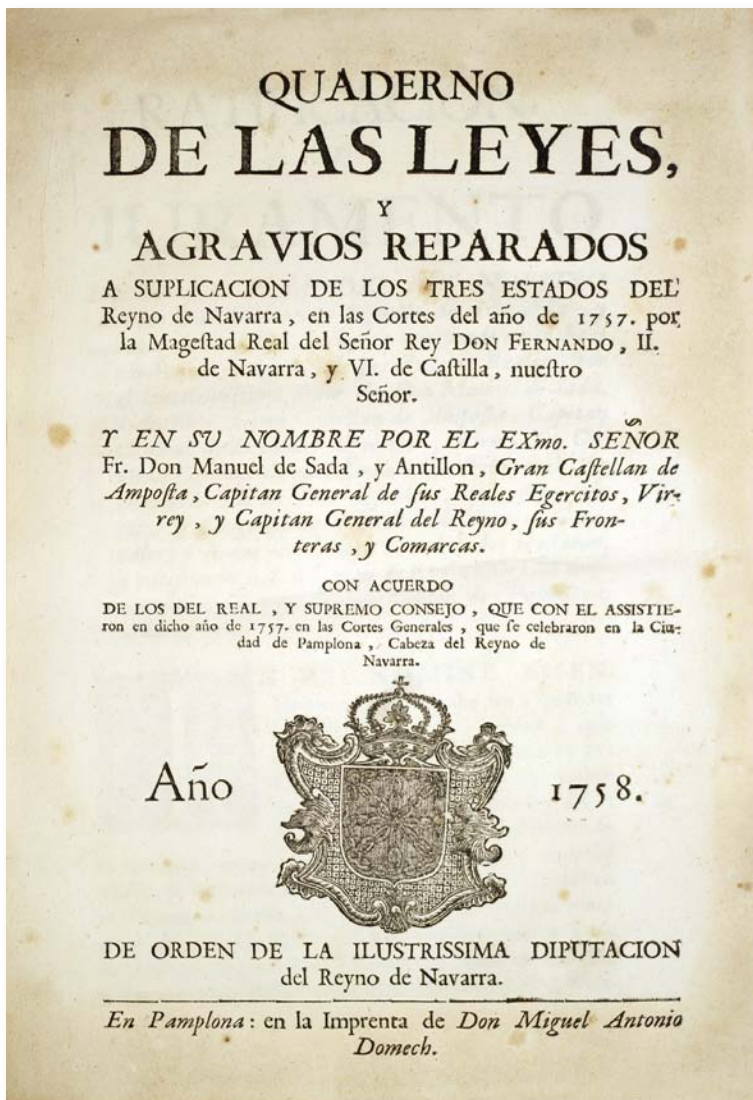 QUADERNO
DE LAS LEYES,
Y
AGRAVIOS REPARADOS
A SUPLICACION DE LOS TRES ESTADOS DEL
Reyno de Navarra, en las Cortes del año de 1757. por
la Mageſtad Real del Señor Rey DON FERNANDO, II.
de Navarra, y VI. de Caſtilla, nueſtro
Señor.
Y EN SU NOMBRE POR EL EXmo. SEÑOR
Fr. Don Manuel de Sada, y Antillon, Gran Caſtellan de
Ampoſta, Capitan General de ſus Reales Egercitos, Vir-
rey, y Capitan General del Reyno, ſus Fron-
teras, y Comarcas.
CON ACUERDO
DE LOS DEL REAL, Y SUPREMO CONSEJO, QUE CON EL ASSISTIE-
ron en dicho año de 1757. en las Cortes Generales, que ſe celebraron en la Ciu-
dad de Pamplona, Cabeza del Reyno de
Navarra.
Año 1758.
DE ORDEN DE LA ILUSTRISSIMA DIPUTACION
del Reyno de Navarra.
En Pamplona: en la Imprenta de Don Miguel Antonio
Domech.